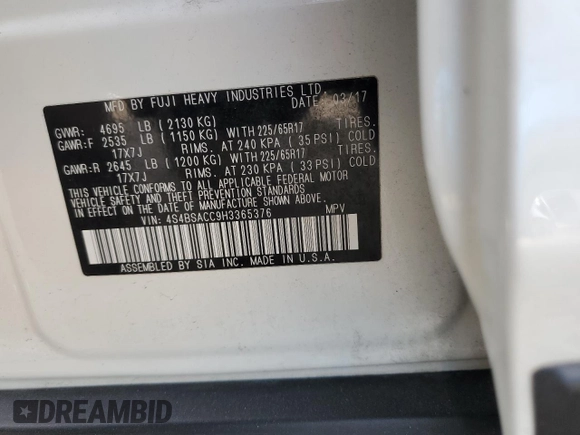 MFD BY FUJI HEAVY INDUSTRIES LTD
DATE: 03/17
GVWR: 4695 LB (2130 KG)
GAWR:F 2535 LB (1150 KG) WITH 225/65R17 TIRES.
17X7J RIMS. AT 240 KPA (35 PSI) COLD
GAWR:R 2645 LB (1200 KG) WITH 225/65R17 TIRES.
17X7J RIMS. AT 230 KPA (33 PSI) COLD
THIS VEHICLE CONFORMS TO ALL APPLICABLE FEDERAL MOTOR
VEHICLE SAFETY AND THEFT PREVENTION STANDARDS
IN EFFECT ON THE DATE OF MANUFACTURE SHOWN ABOVE.
VIN: 4S4BSACC9H3365376 MPV
ASSEMBLED BY SIA INC. MADE IN U.S.A.
DREAMBID